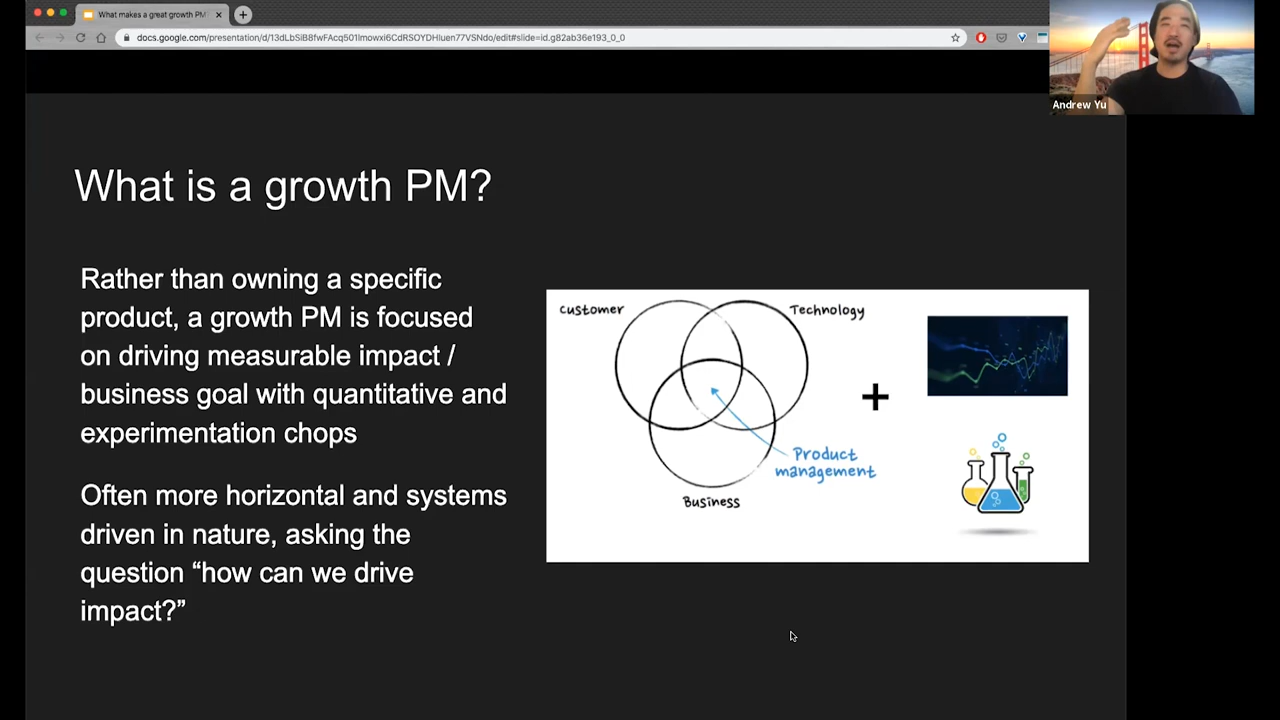 What makes a great growth PM
docs.google.com/presentation/d/13dLbSiB8fwFAcq501lmowxi6CdRSOYDHluen77VSNdo/edit#slide=id.g82ab36e193_0_0
Andrew Yu
What is a growth PM?
Rather than owning a specific
product, a growth PM is focused
on driving measurable impact /
business goal with quantitative and
experimentation chops
Often more horizontal and systems
driven in nature, asking the
question “how can we drive
impact?”
Customer
Technology
+
Product
management
Business